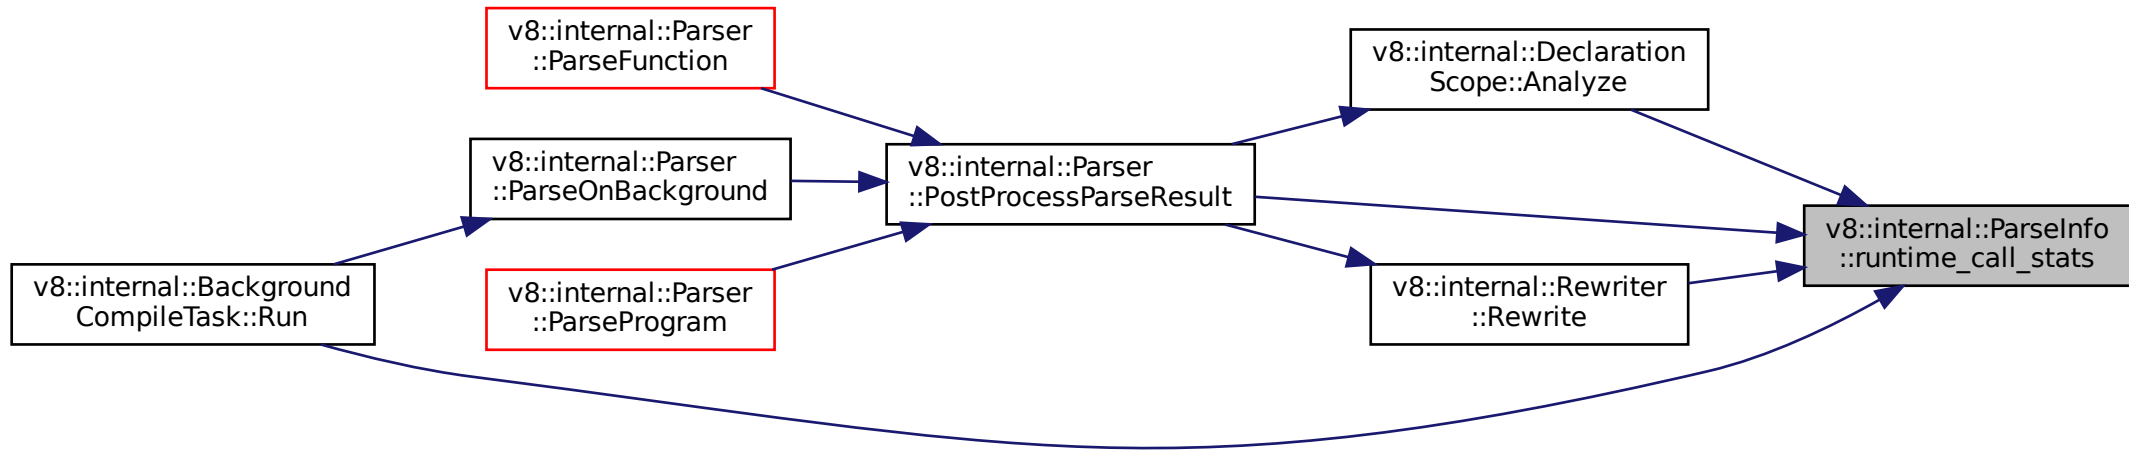 v8::internal::Parser
::ParseFunction
v8::internal::Declaration
Scope::Analyze
v8::internal::Parser
::ParseOnBackground
v8::internal::Parser
::PostProcessParseResult
v8::internal::ParseInfo
::runtime_call_stats
v8::internal::Background
CompileTask::Run
v8::internal::Parser
::ParseProgram
v8::internal::Rewriter
::Rewrite